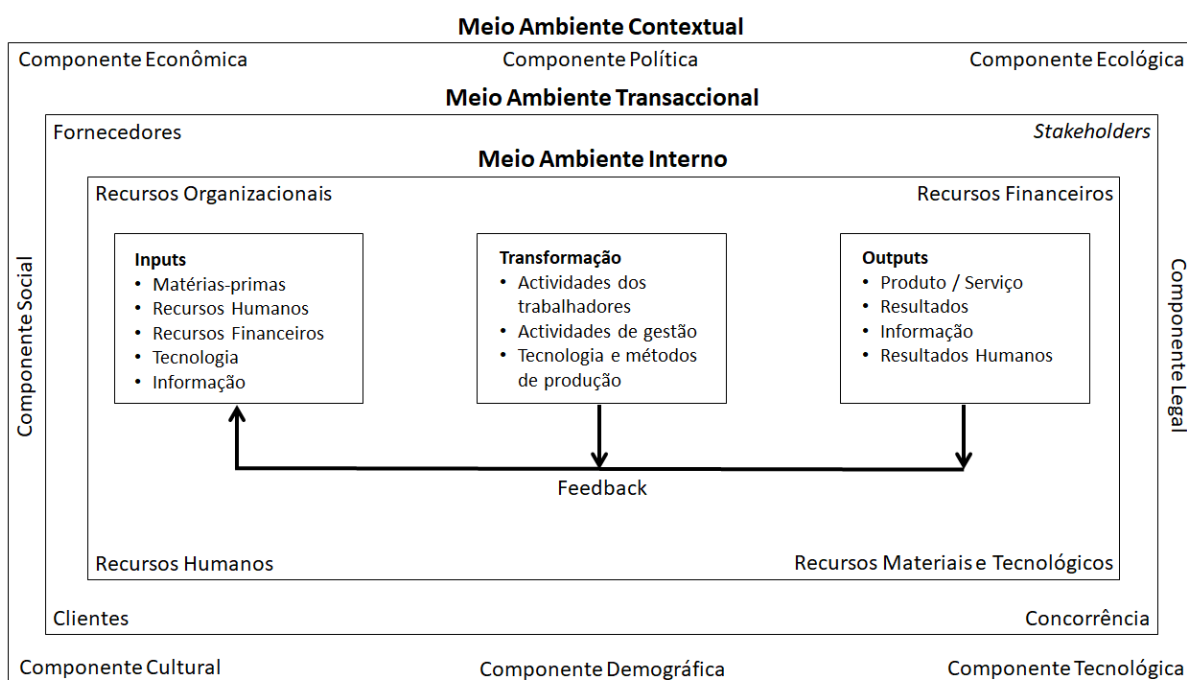 Meio Ambiente Contextual
Componente Econômica
Componente Política
Componente Ecológica
Meio Ambiente Transaccional
Fornecedores
Stakeholders
Meio Ambiente Interno
Recursos Organizacionais
Recursos Financeiros
Componente Social
Inputs
• Matérias-primas
• Recursos Humanos
• Recursos Financeiros
• Tecnologia
• Informação
Transformação
• Actividades dos
trabalhadores
• Actividades de gestão
• Tecnologia e métodos
de produção
Outputs
• Produto / Serviço
• Resultados
• Informação
• Resultados Humanos
Componente Legal
Feedback
Recursos Humanos
Recursos Materiais e Tecnológicos
Clientes
Concorrência
Componente Cultural
Componente Demográfica
Componente Tecnológica